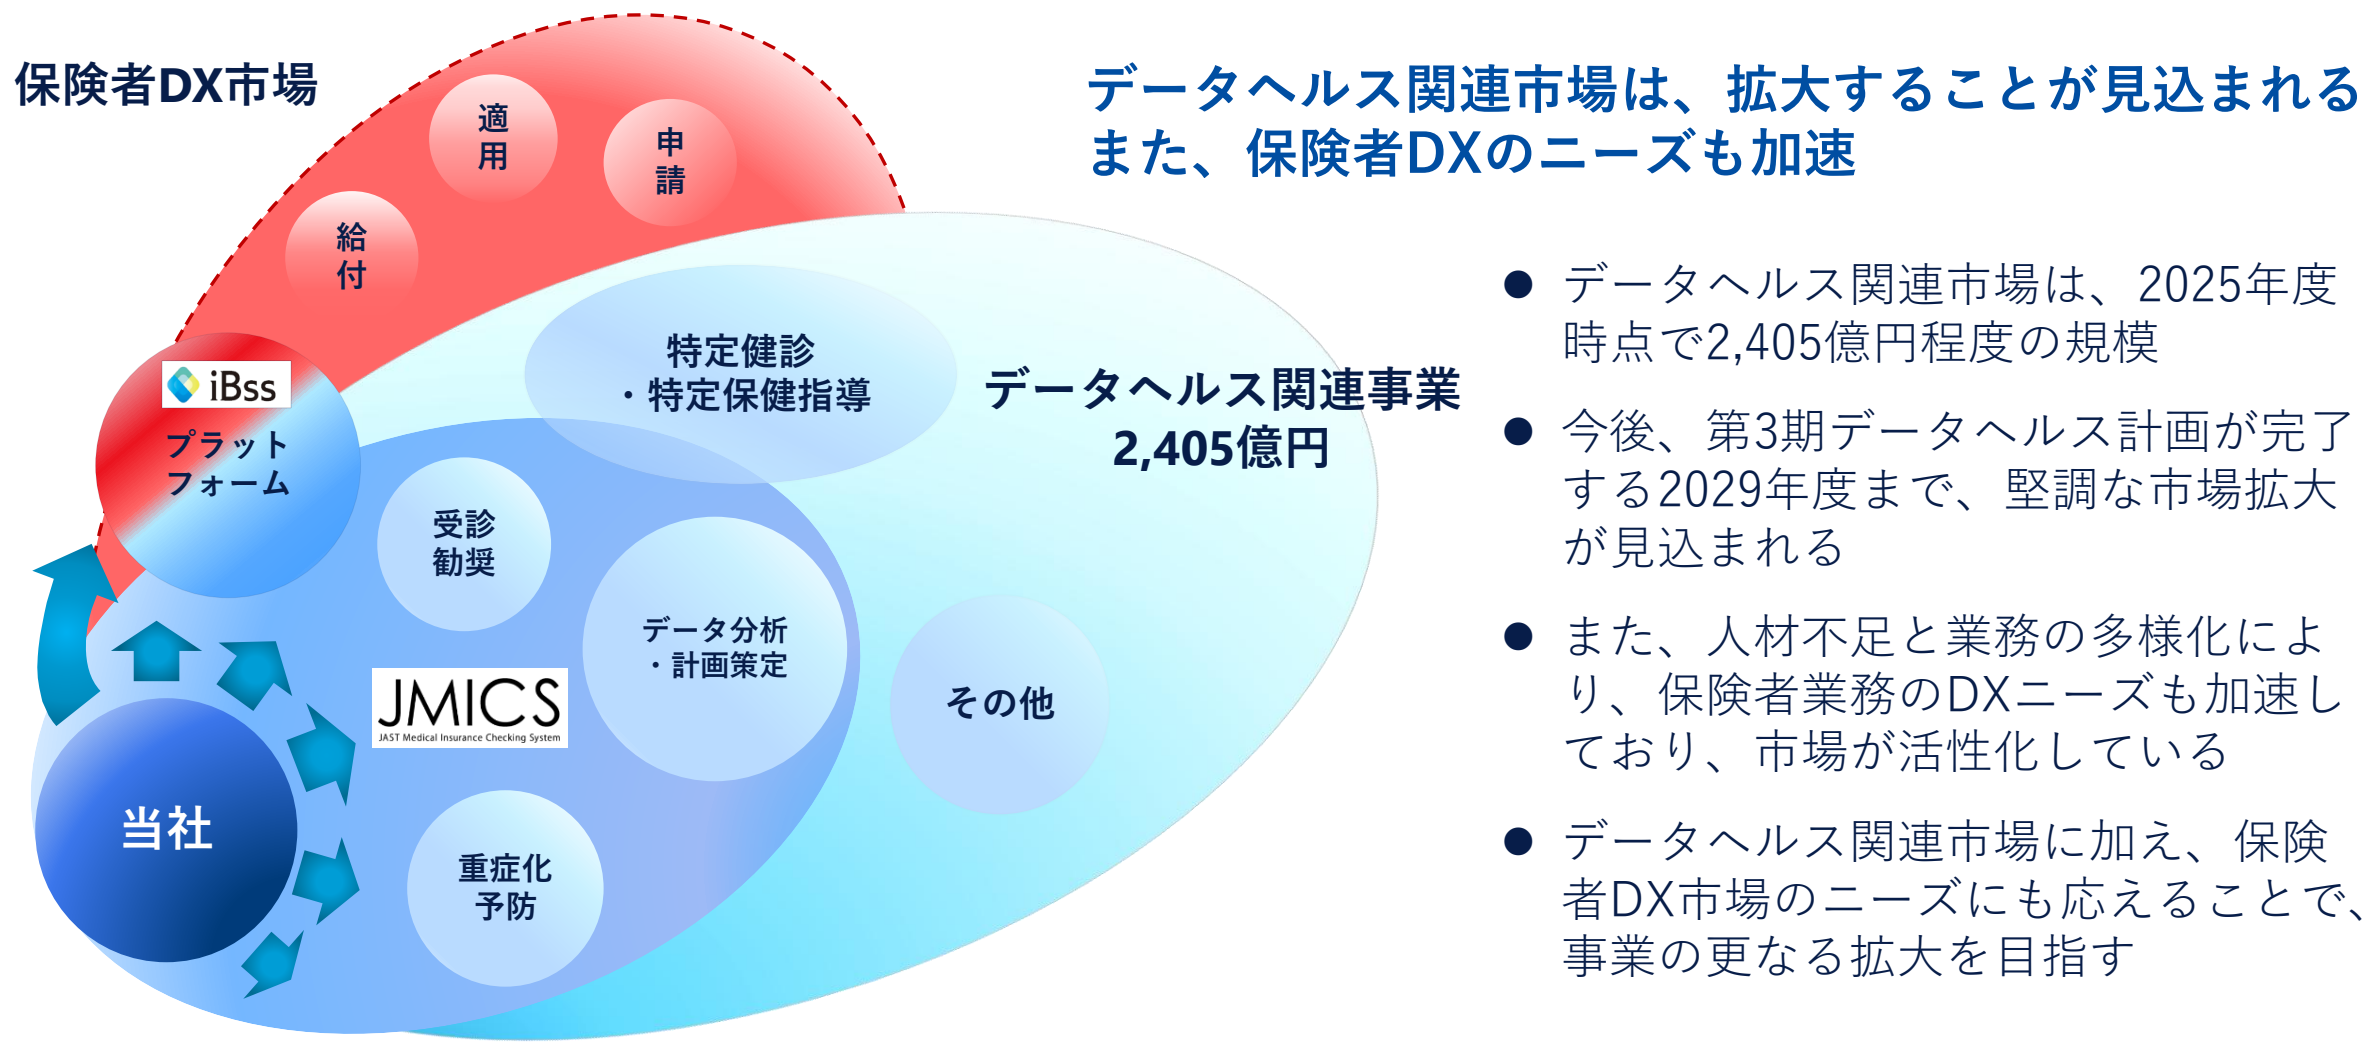 保険者DX市場
適
用
申
請
給
付
iBss
プラット
フォーム
特定健診
・特定保健指導
データヘルス関連事業
2,405億円
受診
勧奨
データ分析
・計画策定
JMICS
JAST Medical Insurance Checking System
その他
当社
重症化
予防
データヘルス関連市場は、拡大することが見込まれる
また、保険者DXのニーズも加速
● データヘルス関連市場は、2025年度
時点で2,405億円程度の規模
● 今後、第3期データヘルス計画が完了
する2029年度まで、堅調な市場拡大
が見込まれる
● また、人材不足と業務の多様化によ
り、保険者業務のDXニーズも加速し
ており、市場が活性化している
● データヘルス関連市場に加え、保険
者DX市場のニーズにも応えることで、
事業の更なる拡大を目指す